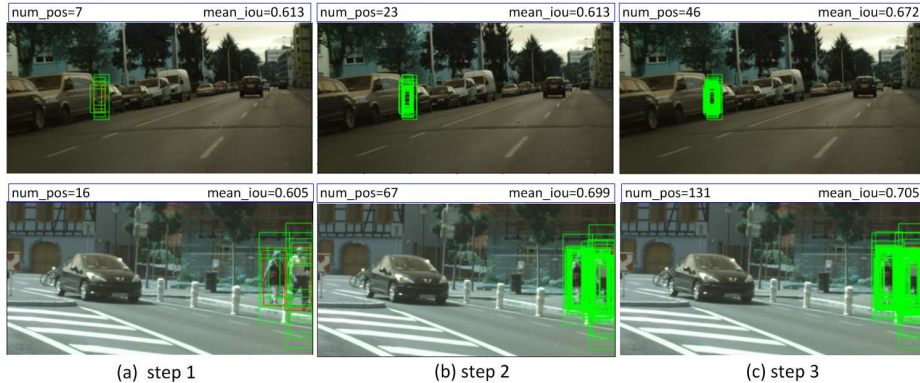 num_pos=7 mean_iou=0.613
num_pos=23 mean_iou=0.613
num_pos=46 mean_iou=0.672
num_pos=16 mean_iou=0.605
num_pos=67 mean_iou=0.699
num_pos=131 mean_iou=0.705
(a) step 1
(b) step 2
(c) step 3